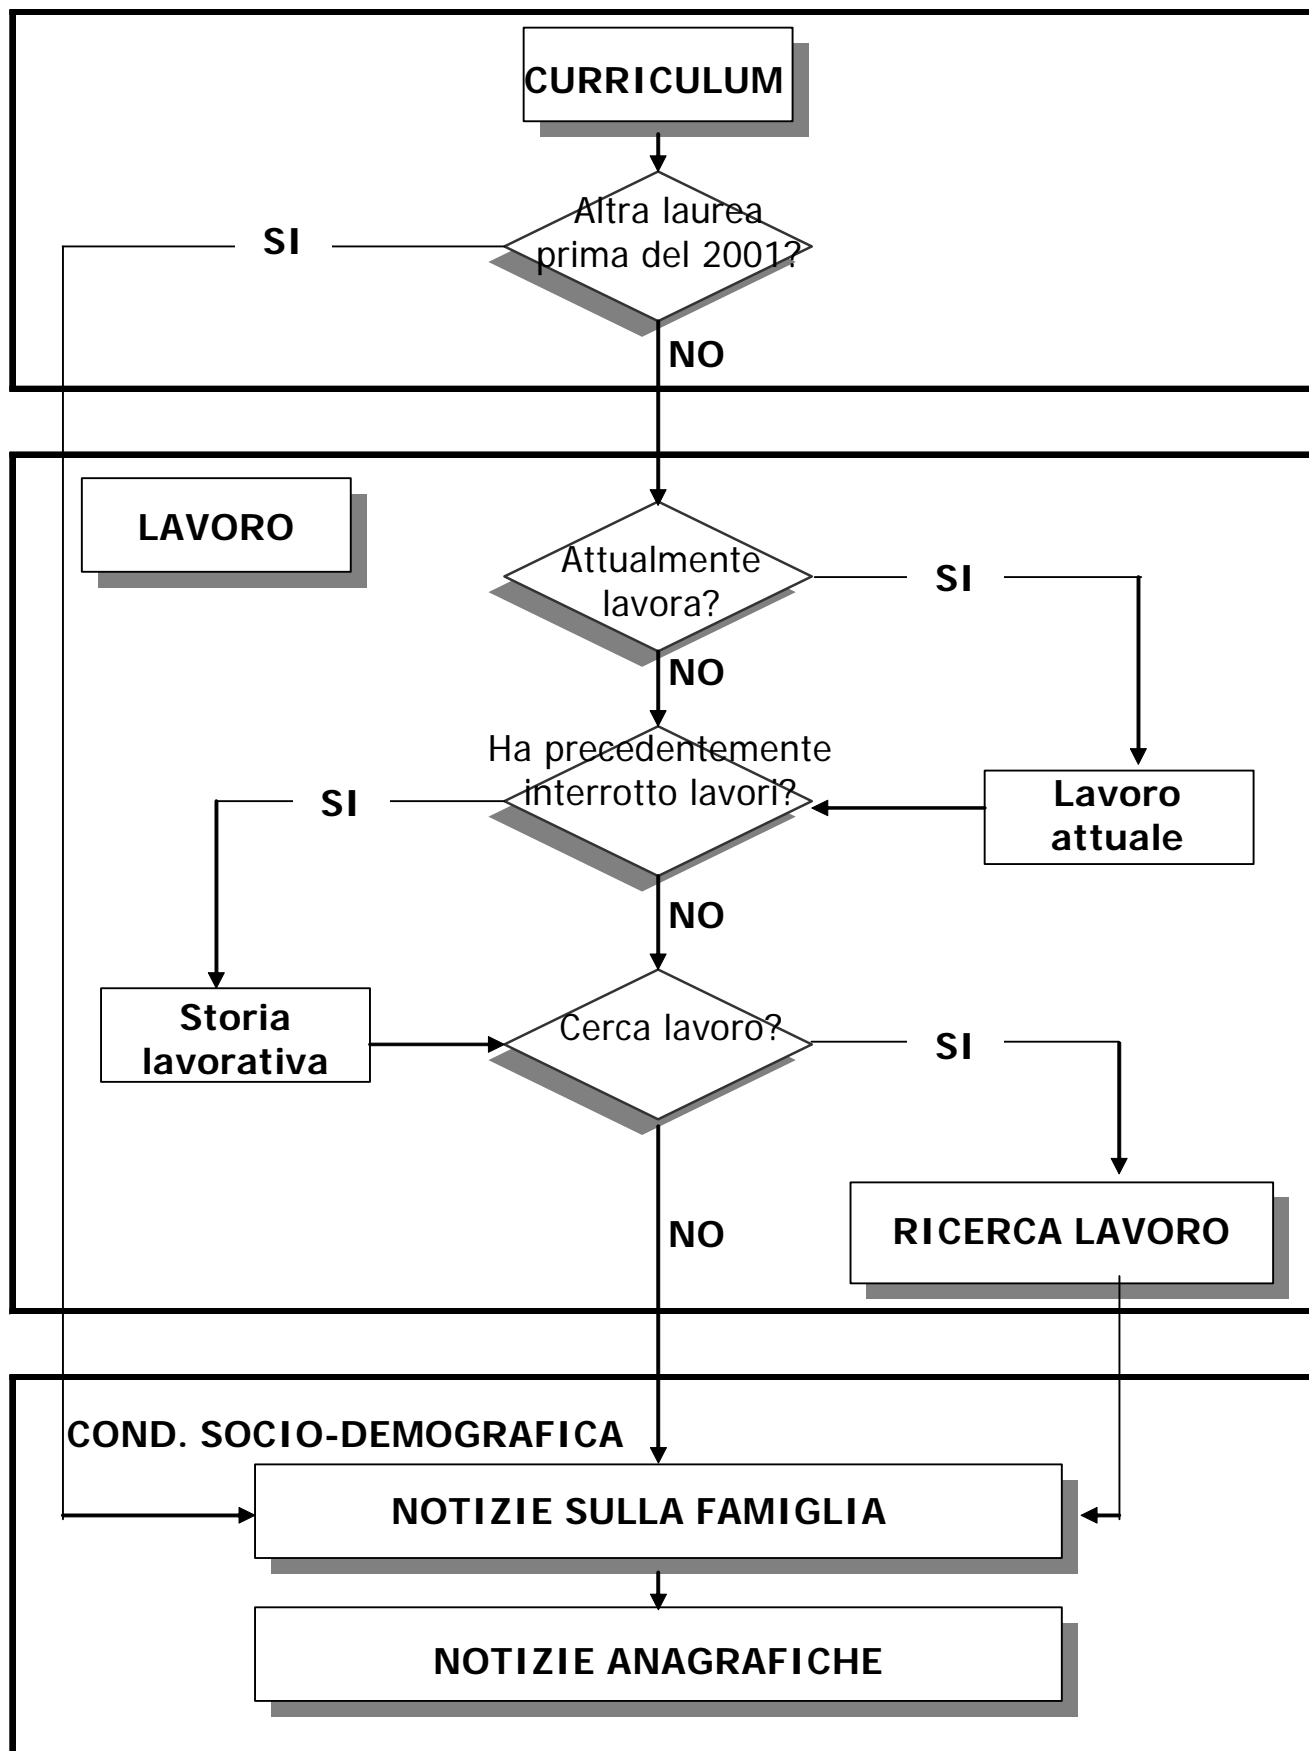 CURRICULUM
Altra laurea
prima del 2001?
SI
NO
LAVORO
Attualmente
lavora?
SI
NO
Ha precedentemente
interrotto lavori?
SI
Lavoro
attuale
NO
Storia
lavorativa
Cerca lavoro?
SI
NO
RICERCA LAVORO
COND. SOCIO-DEMOGRAFICA
NOTIZIE SULLA FAMIGLIA
NOTIZIE ANAGRAFICHE